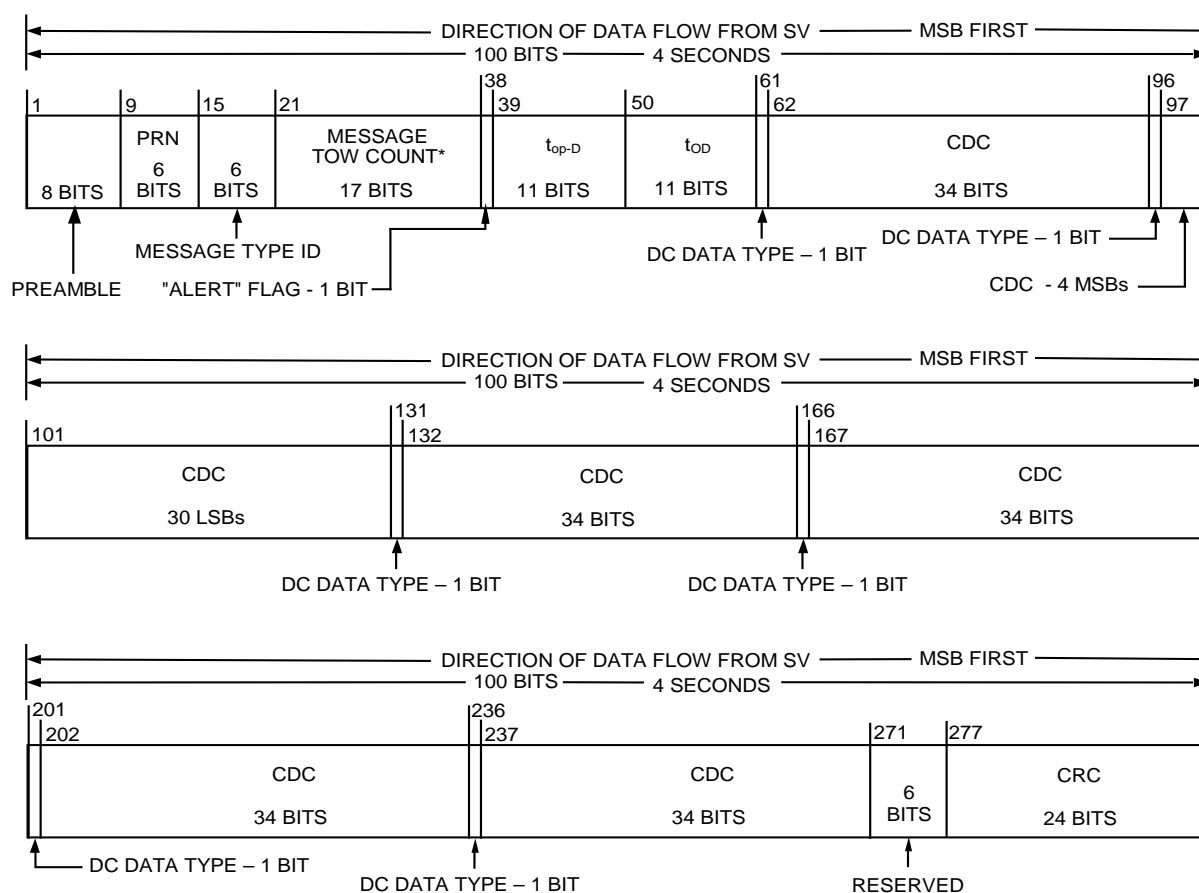 DIRECTION OF DATA FLOW FROM SV MSB FIRST
100 BITS 4 SECONDS
38 61 96
1 9 15 21 39 50 62 97
PRN MESSAGE
TOW COUNT* top-D tOD CDC
8 BITS 6 BITS 6 BITS 17 BITS 11 BITS 11 BITS 34 BITS
MESSAGE TYPE ID DC DATA TYPE – 1 BIT DC DATA TYPE – 1 BIT
PREAMBLE "ALERT" FLAG - 1 BIT CDC - 4 MSBs
DIRECTION OF DATA FLOW FROM SV MSB FIRST
100 BITS 4 SECONDS
131 166
101 132 167
CDC CDC CDC
30 LSBs 34 BITS 34 BITS
DC DATA TYPE – 1 BIT DC DATA TYPE – 1 BIT
DIRECTION OF DATA FLOW FROM SV MSB FIRST
100 BITS 4 SECONDS
201 236
202 237 271 277
CDC CDC CRC
34 BITS 34 BITS 6 BITS 24 BITS
DC DATA TYPE – 1 BIT DC DATA TYPE – 1 BIT RESERVED